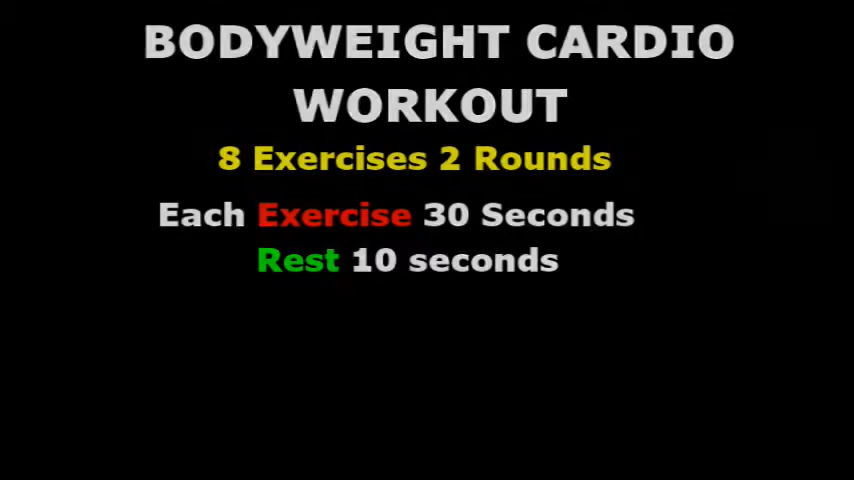 BODYWEIGHT CARDIO
WORKOUT
8 Exercises 2 Rounds
Each Exercise 30 Seconds
Rest 10 seconds